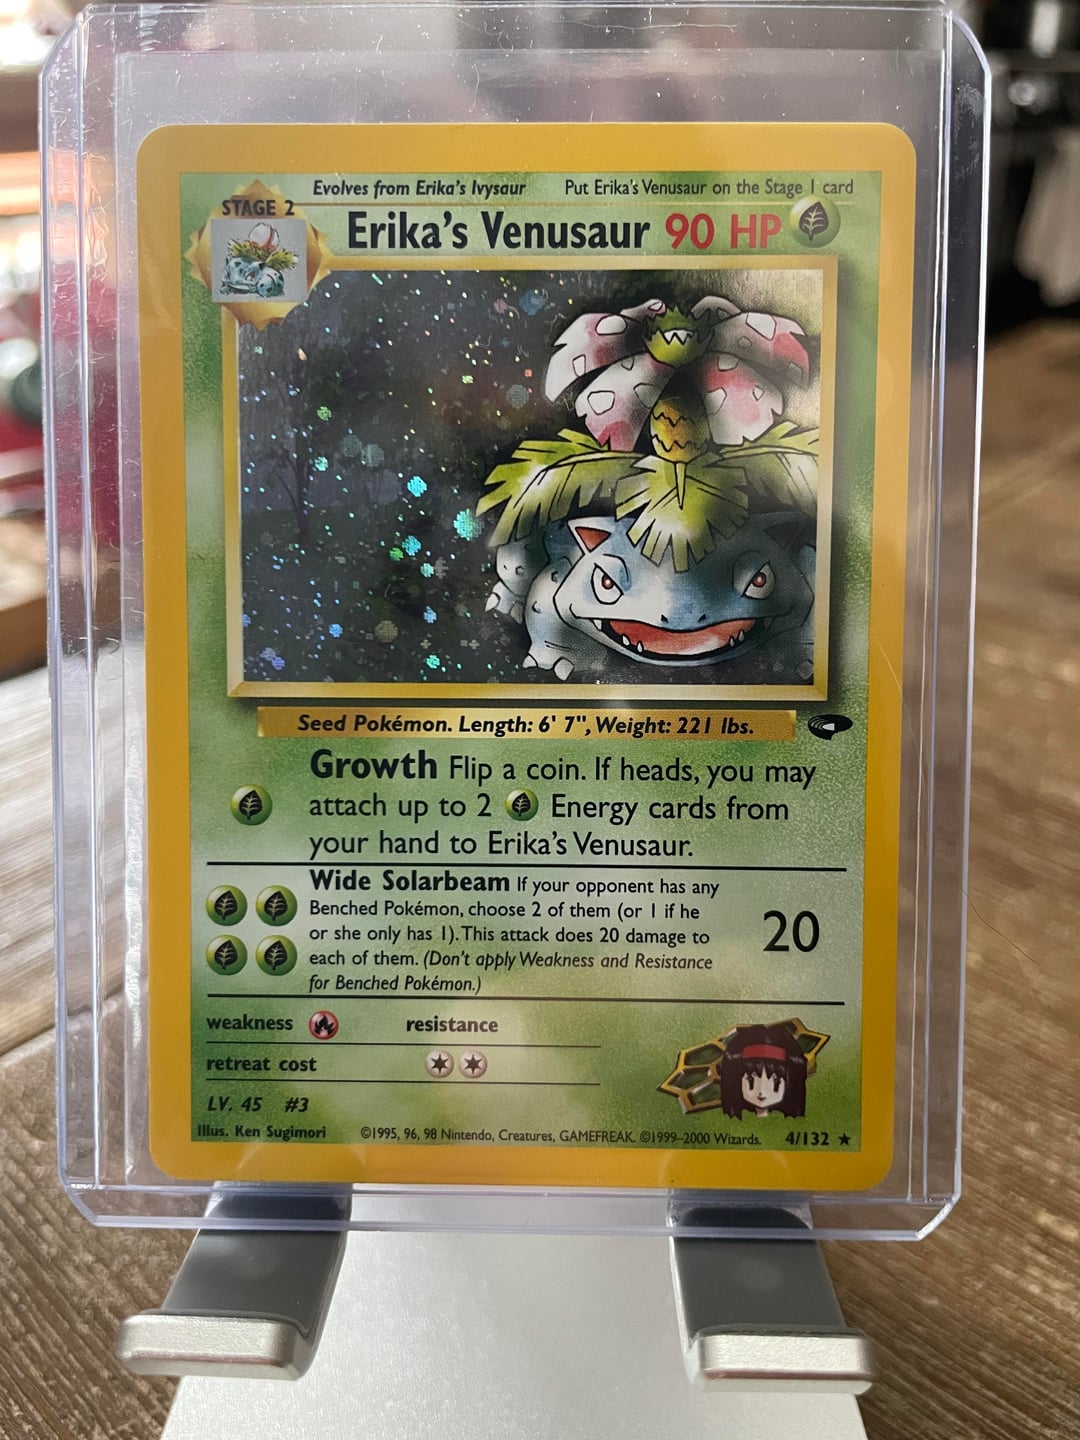 Evolves from Erika's Ivysaur Put Erika's Venusaur on the Stage 1 card
STAGE 2
Erika's Venusaur 90 HP
Seed Pokémon. Length: 6' 7", Weight: 221 lbs.
Growth Flip a coin. If heads, you may
attach up to 2 Energy cards from
your hand to Erika's Venusaur.
Wide Solarbeam If your opponent has any
Benched Pokémon, choose 2 of them (or 1 if he
or she only has 1). This attack does 20 damage to
each of them. (Don't apply Weakness and Resistance
for Benched Pokémon.)
20
weakness resistance
retreat cost
LV. 45 #3
Illus. Ken Sugimori ©1995, 96, 98 Nintendo, Creatures, GAMEFREAK. ©1999–2000 Wizards. 4/132 ★